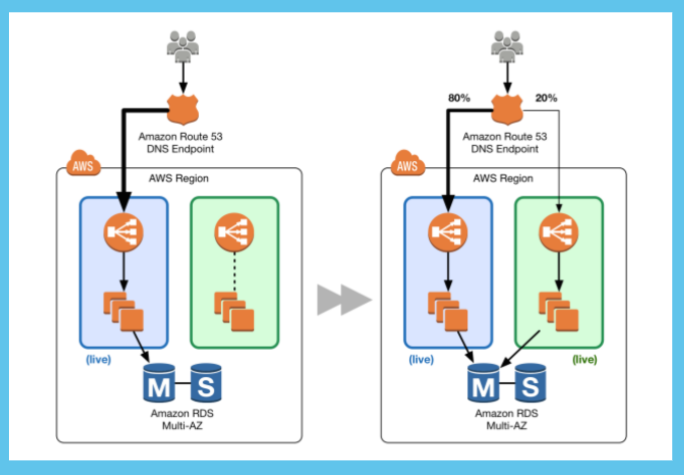 Amazon Route 53
DNS Endpoint
AWS
AWS Region
(live)
M S
Amazon RDS
Multi-AZ
80% 20%
Amazon Route 53
DNS Endpoint
AWS
AWS Region
(live) (live)
M S
Amazon RDS
Multi-AZ